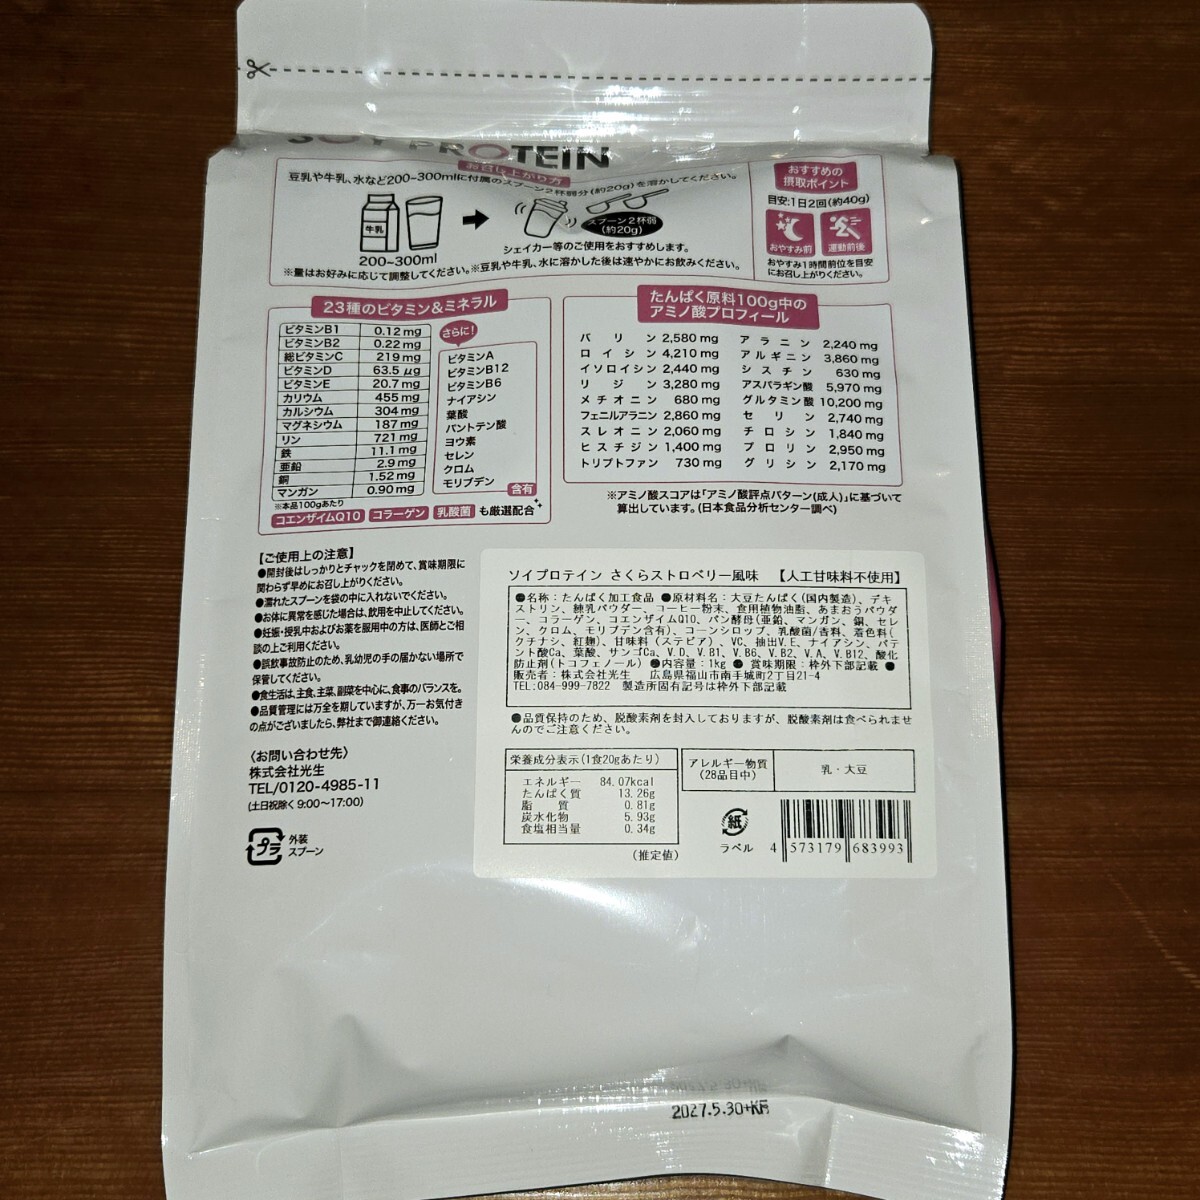 SOY PROTEIN
お召し上がり方
豆乳や牛乳、水など200~300mlに付属のスプーン2杯弱分(約20g)を溶かしてください。
牛乳
200~300ml
スプーン2杯弱
(約20g)
シェイカー等のご使用をおすすめします。
※量はお好みに応じて調整してください。※豆乳や牛乳、水に溶かした後は速やかにお飲みください。
おすすめの
摂取ポイント
目安:1日2回(約40g)
おやすみ前
運動前後
おやすみ1時間前位を目安
にお召し上がりください。
23種のビタミン&ミネラル
ビタミンB1 0.12mg
ビタミンB2 0.22mg
総ビタミンC 219mg
ビタミンD 63.5μg
ビタミンE 20.7mg
カリウム 455mg
カルシウム 304mg
マグネシウム 187mg
リン 721mg
鉄 11.1mg
亜鉛 2.9mg
銅 1.52mg
マンガン 0.90mg
※本品100gあたり
さらに!
ビタミンA
ビタミンB12
ビタミンB6
ナイアシン
葉酸
パントテン酸
ヨウ素
セレン
クロム
モリブデン
含有
コエンザイムQ10 コラーゲン 乳酸菌 も厳選配合
たんぱく原料100g中の
アミノ酸プロフィール
バリン 2,580mg
ロイシン 4,210mg
イソロイシン 2,440mg
リジン 3,280mg
メチオニン 680mg
フェニルアラニン 2,860mg
スレオニン 2,060mg
ヒスチジン 1,400mg
トリプトファン 730mg
アラニン 2,240mg
アルギニン 3,860mg
シスチン 630mg
アスパラギン酸 5,970mg
グルタミン酸 10,200mg
セリン 2,740mg
チロシン 1,840mg
プロリン 2,950mg
グリシン 2,170mg
※アミノ酸スコアは「アミノ酸評点パターン(成人)」に基づいて
算出しています。(日本食品分析センター調べ)
【ご使用上の注意】
●開封後はしっかりとチャックを閉めて、賞味期限に
関わらず早めにお召し上がりください。
●濡れたスプーンを袋の中に入れないでください。
●お体に異常を感じた場合は、飲用を中止してください。
●妊娠・授乳中およびお薬を服用中の方は、医師とご相
談の上ご利用ください。
●誤飲事故防止のため、乳幼児の手の届かない場所で
保管してください。
●食生活は、主食、主菜、副菜を中心に、食事のバランスを。
●品質管理には万全を期していますが、万一お気付き
の点がございましたら、弊社まで御連絡ください。
〈お問い合わせ先〉
株式会社光生
TEL/0120-4985-11
(土日祝除く 9:00~17:00)
プラ
外装
スプーン
ソイプロテイン さくらストロベリー風味 【人工甘味料不使用】
●名称:たんぱく加工食品 ●原材料名:大豆たんぱく(国内製造)、デキ
ストリン、練乳パウダー、コーヒー粉末、食用植物油脂、あまおうパウダ
ー、コラーゲン、コエンザイムQ10、パン酵母(亜鉛、マンガン、銅、セレ
ン、クロム、モリブデン含有)、コーンシロップ、乳酸菌/香料、着色料(
クチナシ、紅麹)、甘味料(ステビア)、VC、抽出V.E、ナイアシン、パテ
ント酸Ca、葉酸、サンゴCa、V.D、V.B1、V.B6、V.B2、V.A、V.B12、酸化
防止剤(トコフェノール) ●内容量:1kg ● 賞味期限:枠外下部記載 ●
販売者:株式会社光生 広島県福山市南手城町2丁目21-4
TEL:084-999-7822 製造所固有記号は枠外下部記載
●品質保持のため、脱酸素剤を封入しておりますが、脱酸素剤は食べられませ
んのでご注意ください。
栄養成分表示(1食20gあたり)
エネルギー 84.07kcal
たんぱく質 13.26g
脂質 0.81g
炭水化物 5.93g
食塩相当量 0.34g
(推定値)
アレルギー物質
(28品目中)
乳・大豆
紙
ラベル
4 573179 683993
2027.5.30+KF